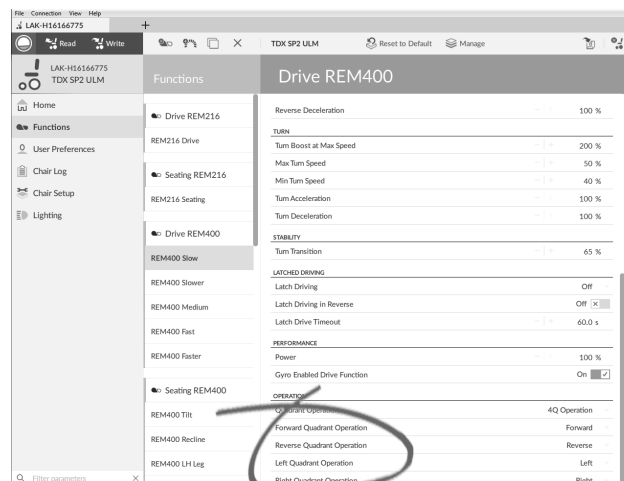 File Connection View Help
LAK-H16166775 +
Read Write TDX SP2 ULM Reset to Default Manage
LAK-H16166775
TDX SP2 ULM
Functions
Drive REM400
Home
Functions
User Preferences
Chair Log
Chair Setup
Lighting
Filter parameters
Drive REM216
REM216 Drive
Seating REM216
REM216 Seating
Drive REM400
REM400 Slow
REM400 Slower
REM400 Medium
REM400 Fast
REM400 Faster
Seating REM400
REM400 Tilt
REM400 Recline
REM400 LH Leg
Reverse Deceleration 100 %
TURN
Turn Boost at Max Speed 200 %
Max Turn Speed 50 %
Min Turn Speed 40 %
Turn Acceleration 100 %
Turn Deceleration 100 %
STABILITY
Turn Transition 65 %
LATCHED DRIVING
Latch Driving Off
Latch Driving in Reverse Off
Latch Drive Timeout 60.0 s
PERFORMANCE
Power 100 %
Gyro Enabled Drive Function On
OPERATION
Quadrant Operation 4Q Operation
Forward Quadrant Operation Forward
Reverse Quadrant Operation Reverse
Left Quadrant Operation Left
Right Quadrant Operation Right